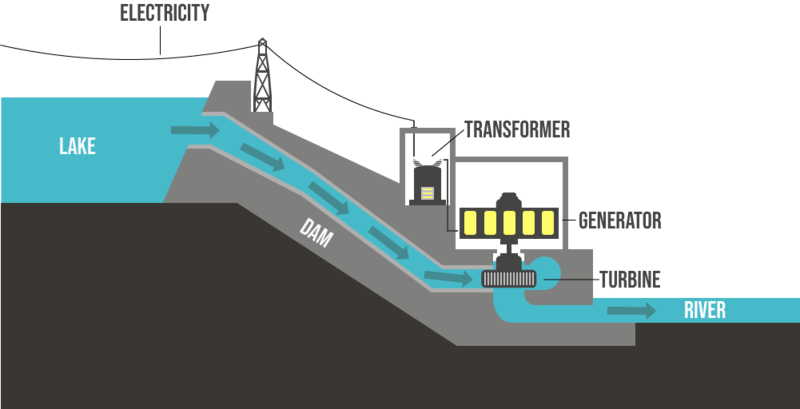 ELECTRICITY
LAKE
TRANSFORMER
GENERATOR
DAM
TURBINE
RIVER